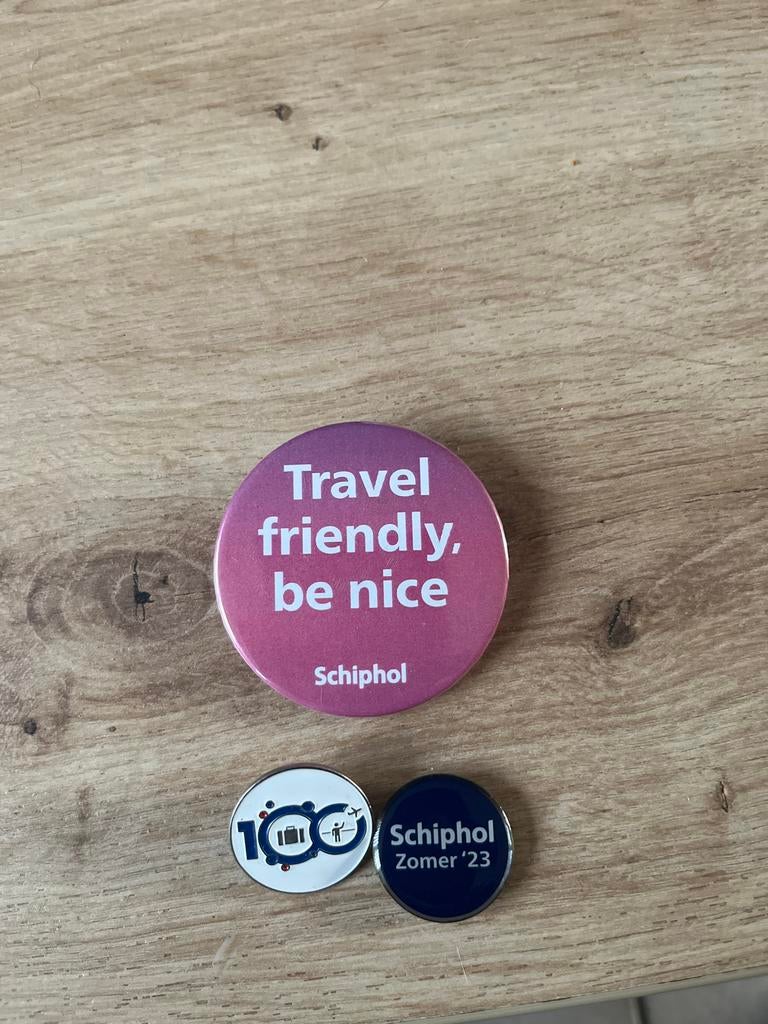 Travel
friendly,
be nice
Schiphol
100
Schiphol
Zomer ‘23